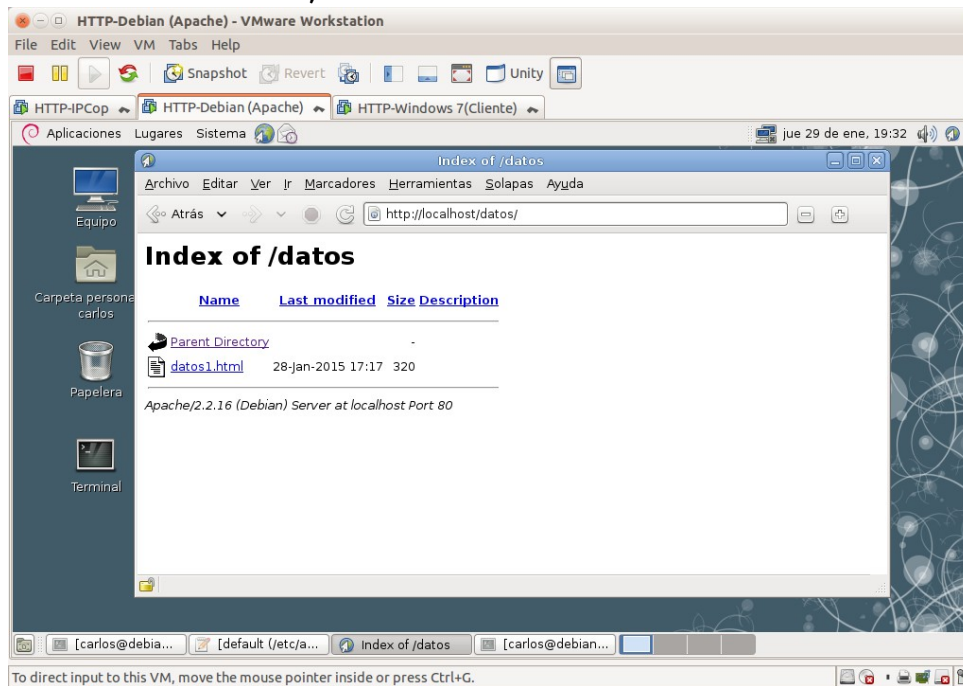 HTTP-Debian (Apache) - VMware Workstation
File Edit View VM Tabs Help
Snapshot Revert Unity
HTTP-IPCop HTTP-Debian (Apache) HTTP-Windows 7(Cliente)
Aplicaciones Lugares Sistema jue 29 de ene, 19:32
Index of /datos
Archivo Editar Ver Ir Marcadores Herramientas Solapas Ayuda
Atrás http://localhost/datos/
Equipo
Index of /datos
Name Last modified Size Description
Carpeta persona
carlos
Parent Directory -
datos1.html 28-Jan-2015 17:17 320
Papelera
Apache/2.2.16 (Debian) Server at localhost Port 80
Terminal
[carlos@debia... [default (/etc/a... Index of /datos [carlos@debian...
To direct input to this VM, move the mouse pointer inside or press Ctrl+G.